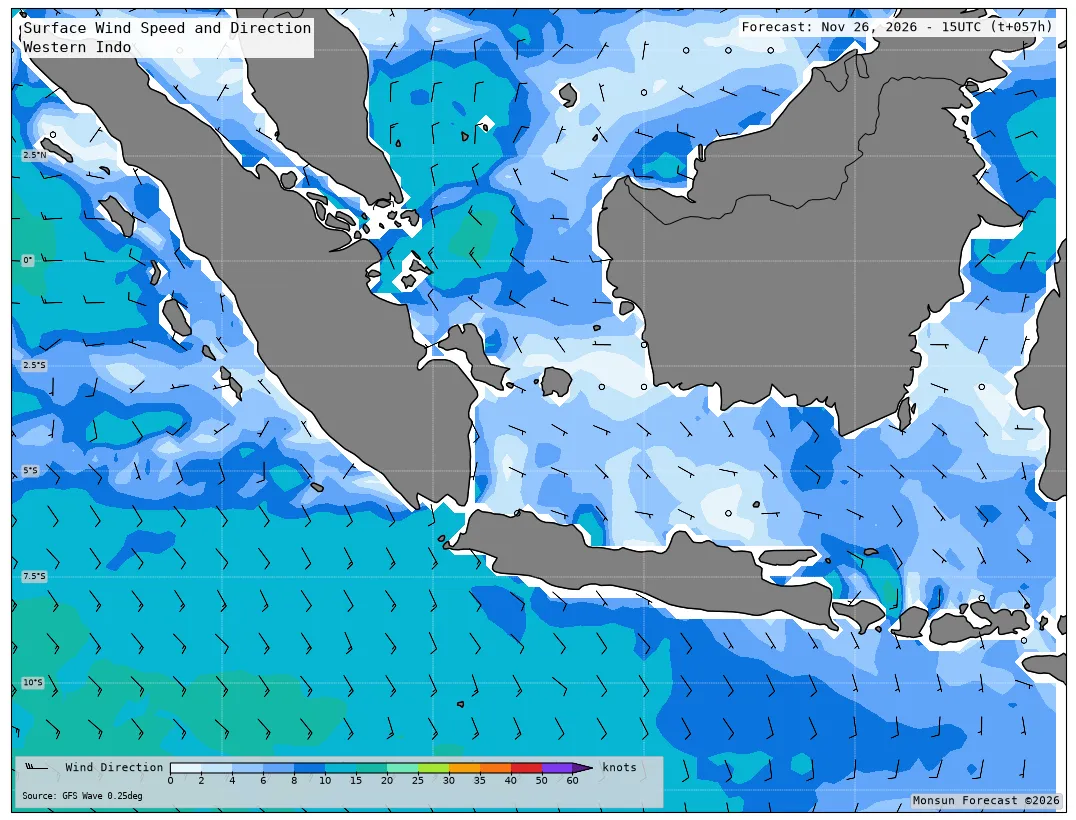 Surface Wind Speed and Direction
Western Indo
Forecast: Nov 26, 2026 - 15UTC (t+057h)
2.5°N
0°
2.5°S
5°S
7.5°S
10°S
Wind Direction
0 2 4 6 8 10 15 20 25 30 35 40 50 60
knots
Source: GFS Wave 0.25deg
Monsun Forecast ©2026